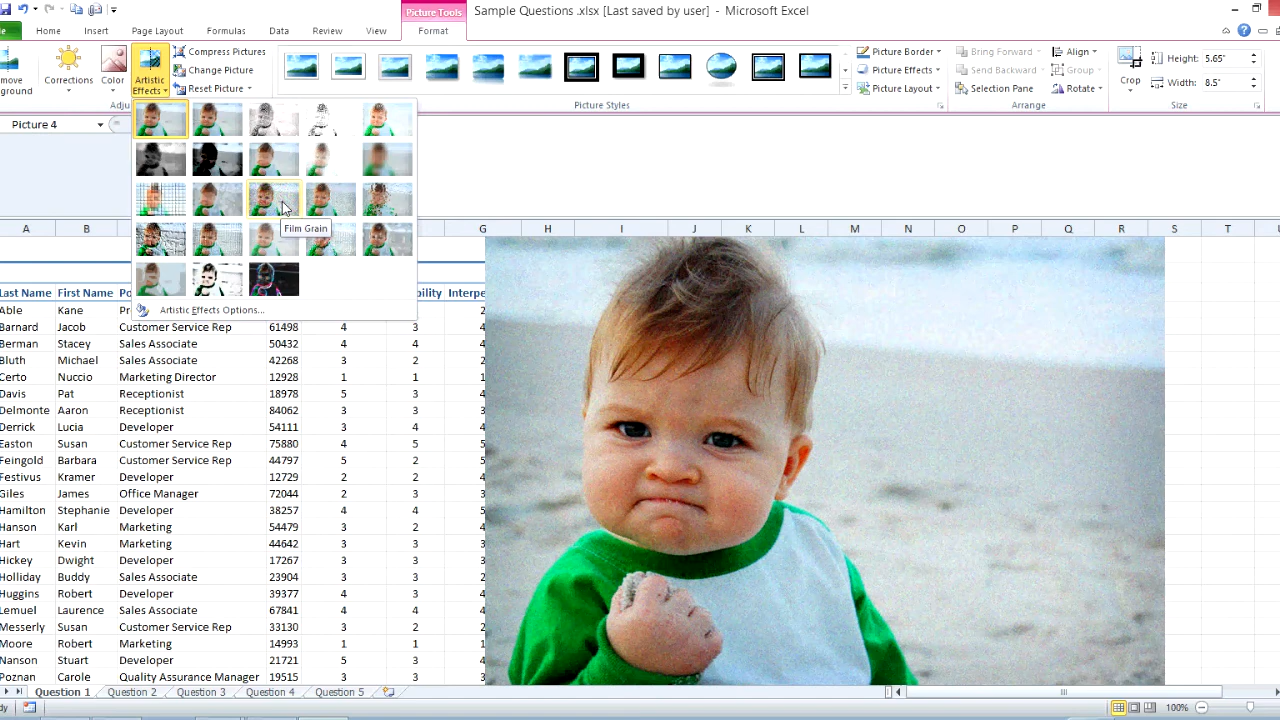 Picture Tools
Sample Questions .xlsx [Last saved by user] - Microsoft Excel
Home Insert Page Layout Formulas Data Review View Format
Corrections Color Artistic Effects
Compress Pictures
Change Picture
Reset Picture
Picture Border
Picture Effects
Picture Layout
Bring Forward
Send Backward
Selection Pane
Align
Group
Rotate
Crop
Height: 5.65"
Width: 8.5"
Picture Styles Arrange Size
Picture 4
Film Grain
Artistic Effects Options...
A B G H I J K L M N O P Q R S T
Last Name First Name
Able Kane
Barnard Jacob Customer Service Rep 61498 4 3
Berman Stacey Sales Associate 50432 4 4
Bluth Michael Sales Associate 42268 3 2
Certo Nuccio Marketing Director 12928 1 1
Davis Pat Receptionist 18978 5 3
Delmonte Aaron Receptionist 84062 3 3
Derrick Lucia Developer 54111 3 4
Easton Susan Customer Service Rep 75880 4 5
Feingold Barbara Customer Service Rep 44797 5 2
Festivus Kramer Developer 12729 2 2
Giles James Office Manager 72044 2 3
Hamilton Stephanie Developer 38257 4 4
Hanson Karl Marketing 54479 3 2
Hart Kevin Marketing 44642 3 3
Hickey Dwight Developer 17267 3 3
Holliday Buddy Sales Associate 23904 3 3
Huggins Robert Developer 39377 4 3
Lemuel Laurence Sales Associate 67841 4 4
Messerly Susan Customer Service Rep 33130 3 2
Moore Robert Marketing 14993 1 1
Nanson Stuart Developer 21721 5 3
Poznan Carole Quality Assurance Manager 19515 3 3
Question 1 Question 2 Question 3 Question 4 Question 5
100%